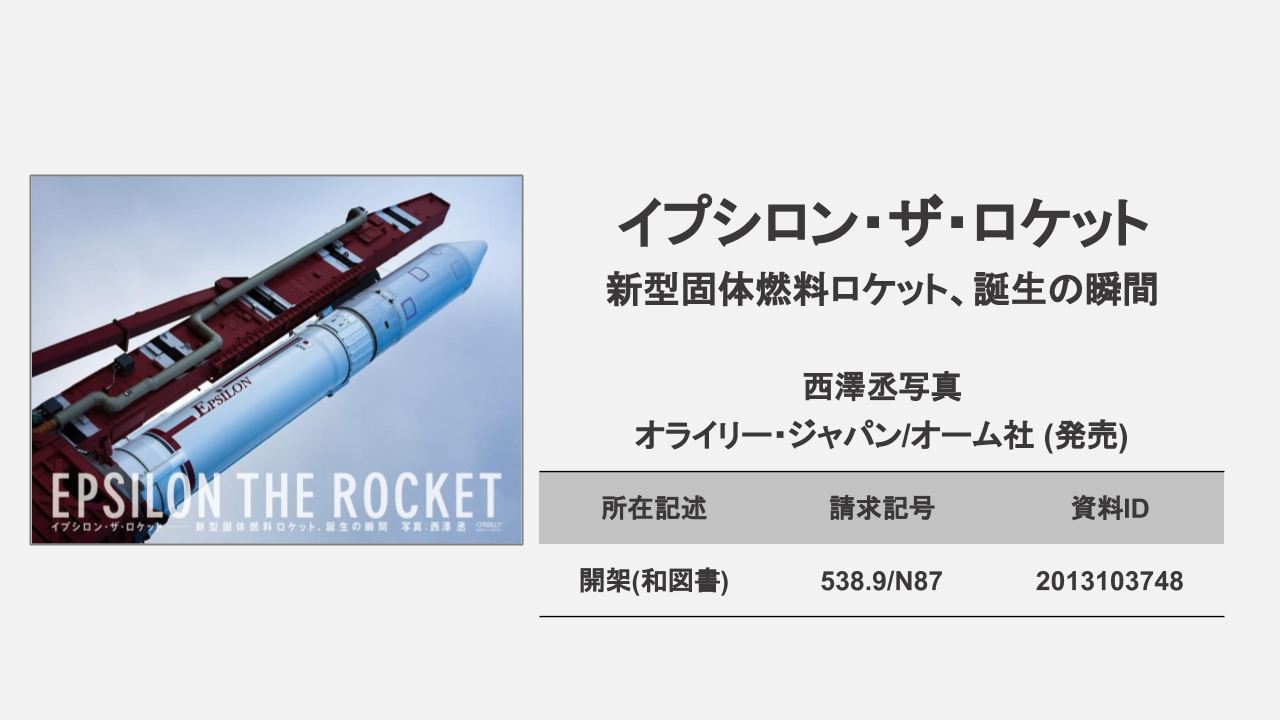 EPSILON
EPSILON THE ROCKET
イプシロン・ザ・ロケット 新型固体燃料ロケット、誕生の瞬間 写真:西澤 丞 O'REILLY
イプシロン・ザ・ロケット
新型固体燃料ロケット、誕生の瞬間
西澤丞写真
オライリー・ジャパン/オーム社 (発売)
所在記述 請求記号 資料ID
開架(和図書) 538.9/N87 2013103748